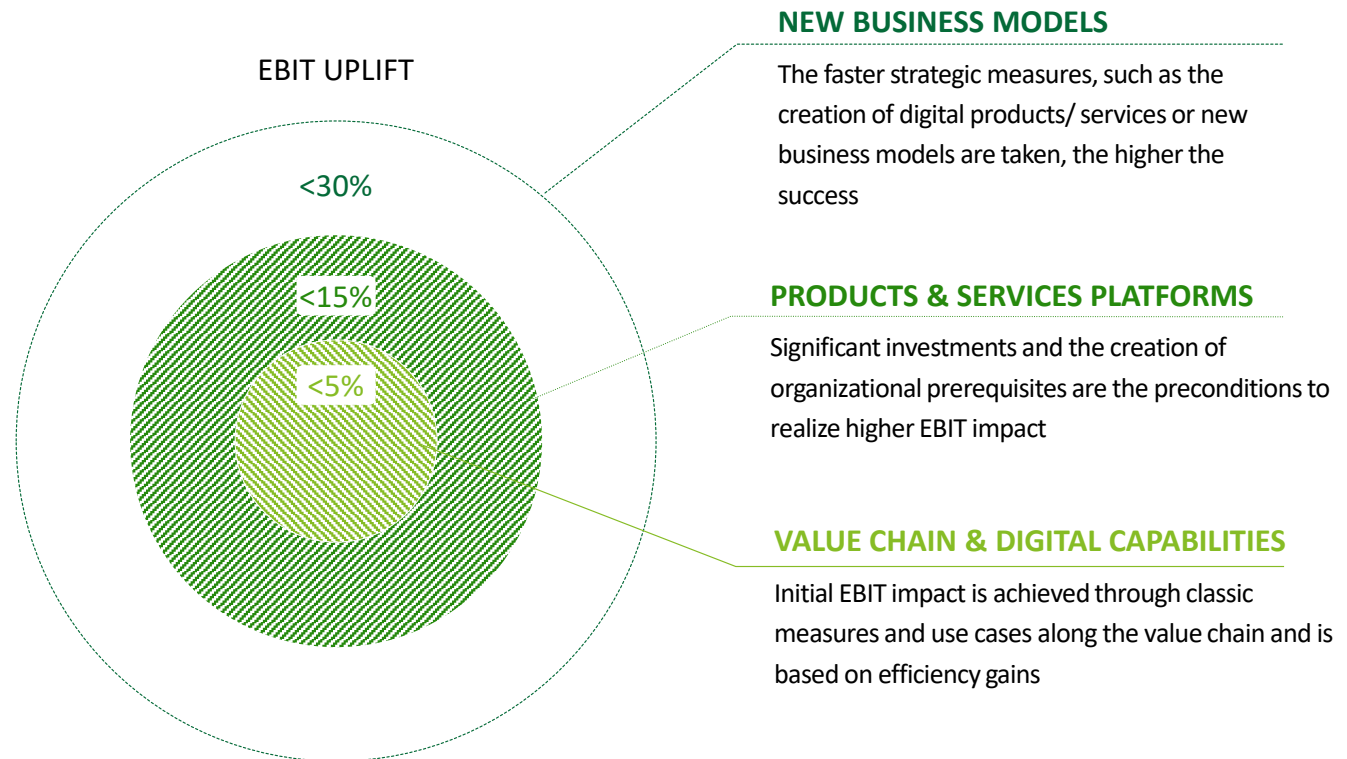 EBIT UPLIFT
<30%
<15%
<5%
NEW BUSINESS MODELS
The faster strategic measures, such as the
creation of digital products/ services or new
business models are taken, the higher the
success
PRODUCTS & SERVICES PLATFORMS
Significant investments and the creation of
organizational prerequisites are the preconditions to
realize higher EBIT impact
VALUE CHAIN & DIGITAL CAPABILITIES
Initial EBIT impact is achieved through classic
measures and use cases along the value chain and is
based on efficiency gains